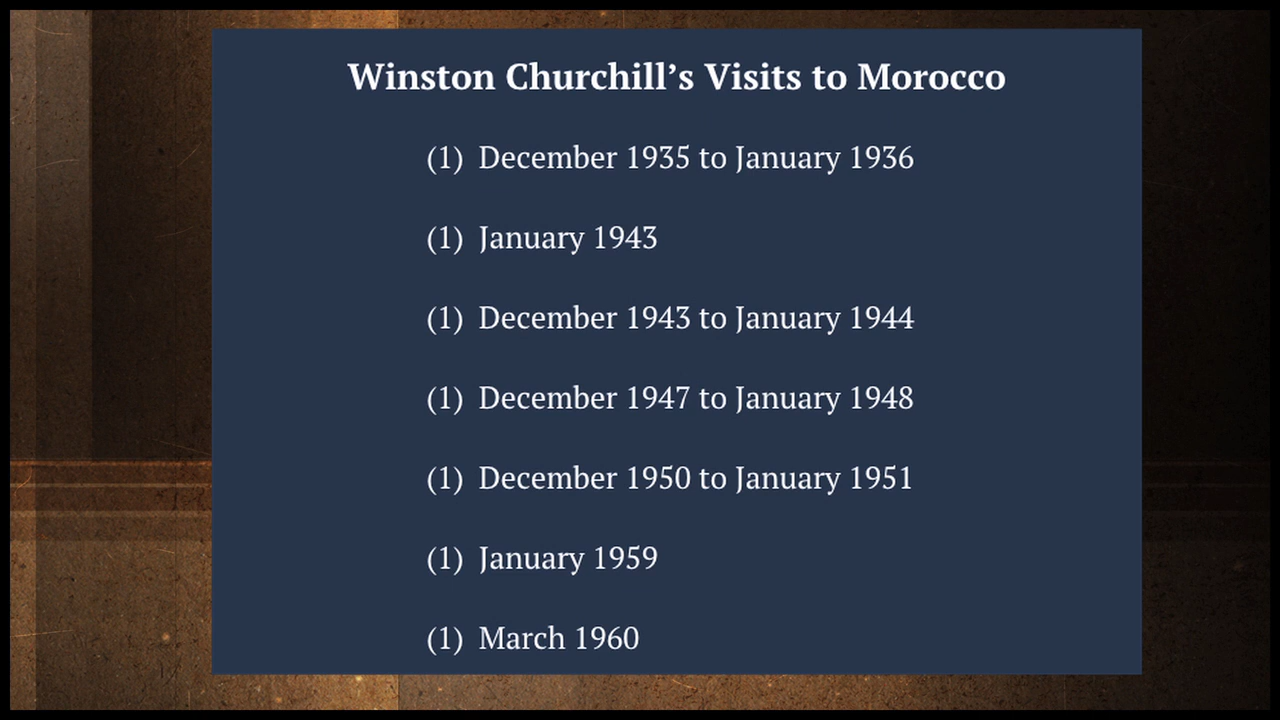 Winston Churchill’s Visits to Morocco
(1) December 1935 to January 1936
(1) January 1943
(1) December 1943 to January 1944
(1) December 1947 to January 1948
(1) December 1950 to January 1951
(1) January 1959
(1) March 1960